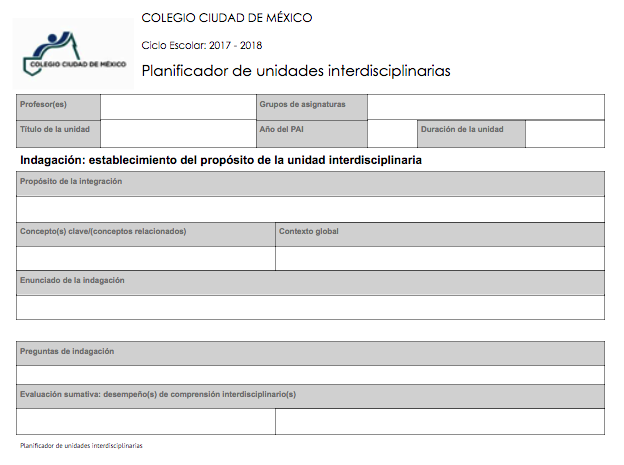 COLEGIO CIUDAD DE MÉXICO
COLEGIO CIUDAD DE MÉXICO
Ciclo Escolar: 2017 - 2018
Planificador de unidades interdisciplinarias
Profesor(es) Grupos de asignaturas
Título de la unidad Año del PAI Duración de la unidad
Indagación: establecimiento del propósito de la unidad interdisciplinaria
Propósito de la integración
Concepto(s) clave/(conceptos relacionados) Contexto global
Enunciado de la indagación
Preguntas de indagación
Evaluación sumativa: desempeño(s) de comprensión interdisciplinario(s)
Planificador de unidades interdisciplinarias